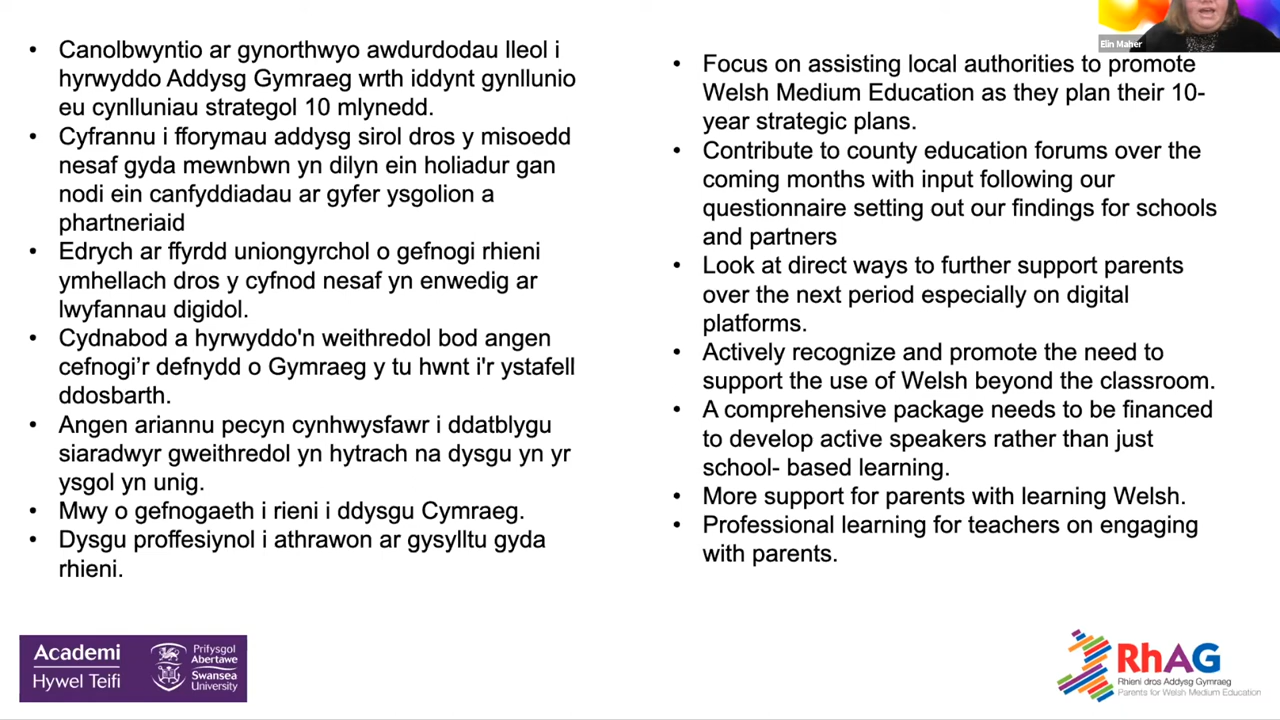 • Canolbwyntio ar gynorthwyo awdurdodau lleol i
hyrwyddo Addysg Gymraeg wrth iddynt gynllunio
eu cynlluniau strategol 10 mlynedd.
• Cyfrannu i fforymau addysg sirol dros y misoedd
nesaf gyda mewnbwn yn dilyn ein holiadur gan
nodi ein canfyddiadau ar gyfer ysgolion a
phartneriaid
• Edrych ar ffyrdd uniongyrchol o gefnogi rhieni
ymhellach dros y cyfnod nesaf yn enwedig ar
lwyfannau digidol.
• Cydnabod a hyrwyddo'n weithredol bod angen
cefnogi’r defnydd o Gymraeg y tu hwnt i'r ystafell
ddosbarth.
• Angen ariannu pecyn cynhwysfawr i ddatblygu
siaradwyr gweithredol yn hytrach na dysgu yn yr
ysgol yn unig.
• Mwy o gefnogaeth i rieni i ddysgu Cymraeg.
• Dysgu proffesiynol i athrawon ar gysylltu gyda
rhieni.
Elin Maher
• Focus on assisting local authorities to promote
Welsh Medium Education as they plan their 10-
year strategic plans.
• Contribute to county education forums over the
coming months with input following our
questionnaire setting out our findings for schools
and partners
• Look at direct ways to further support parents
over the next period especially on digital
platforms.
• Actively recognize and promote the need to
support the use of Welsh beyond the classroom.
• A comprehensive package needs to be financed
to develop active speakers rather than just
school- based learning.
• More support for parents with learning Welsh.
• Professional learning for teachers on engaging
with parents.
Academi
Hywel Teifi
Prifysgol
Abertawe
Swansea
University
RhAG
Rhieni dros Addysg Gymraeg
Parents for Welsh Medium Education